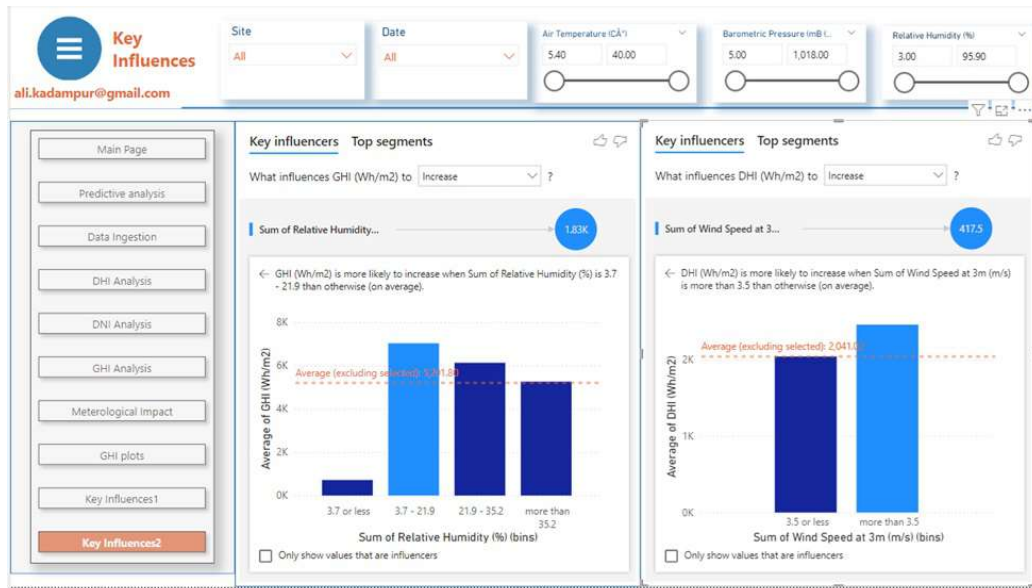 Key
Influences
ali.kadampur@gmail.com
Site
All
Date
All
Air Temperature (CÂ°)
5.40 40.00
Barometric Pressure (mB (...
5.00 1,018.00
Relative Humidity (%)
3.00 95.90
Main Page
Predictive analysis
Data Ingestion
DHI Analysis
DNI Analysis
GHI Analysis
Meterological Impact
GHI plots
Key Influences1
Key Influences2
Key influencers Top segments
What influences GHI (Wh/m2) to Increase ?
Sum of Relative Humidity... 1.83K
← GHI (Wh/m2) is more likely to increase when Sum of Relative Humidity (%) is 3.7
- 21.9 than otherwise (on average).
8K
6K
4K
2K
0K
Average of GHI (Wh/m2)
Average (excluding selected):
3.7 or less 3.7 - 21.9 21.9 - 35.2 more than
35.2
Sum of Relative Humidity (%) (bins)
Only show values that are influencers
Key influencers Top segments
What influences DHI (Wh/m2) to Increase ?
Sum of Wind Speed at 3... 417.5
← DHI (Wh/m2) is more likely to increase when Sum of Wind Speed at 3m (m/s)
is more than 3.5 than otherwise (on average).
Average (excluding selected):
2K
1K
0K
Average of DHI (Wh/m2)
3.5 or less more than 3.5
Sum of Wind Speed at 3m (m/s) (bins)
Only show values that are influencers